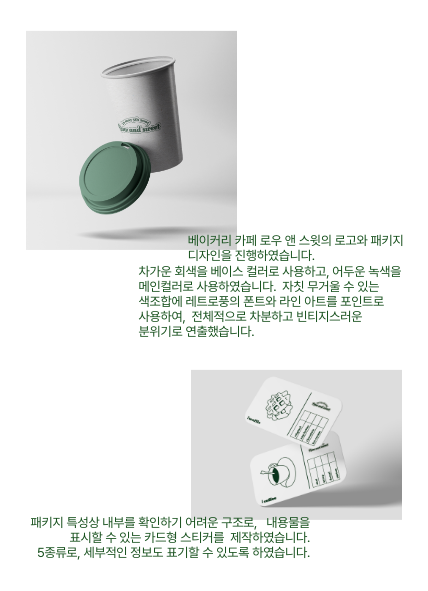 베이커리 카페 로우 앤 스윗의 로고와 패키지
디자인을 진행하였습니다.
차가운 회색을 베이스 컬러로 사용하고, 어두운 녹색을
메인컬러로 사용하였습니다. 자칫 무거울 수 있는
색조합에 레트로풍의 폰트와 라인 아트를 포인트로
사용하여, 전체적으로 차분하고 빈티지스러운
분위기로 연출했습니다.
패키지 특성상 내부를 확인하기 어려운 구조로, 내용물을
표시할 수 있는 카드형 스티커를 제작하였습니다.
5종류로, 세부적인 정보도 표기할 수 있도록 하였습니다.